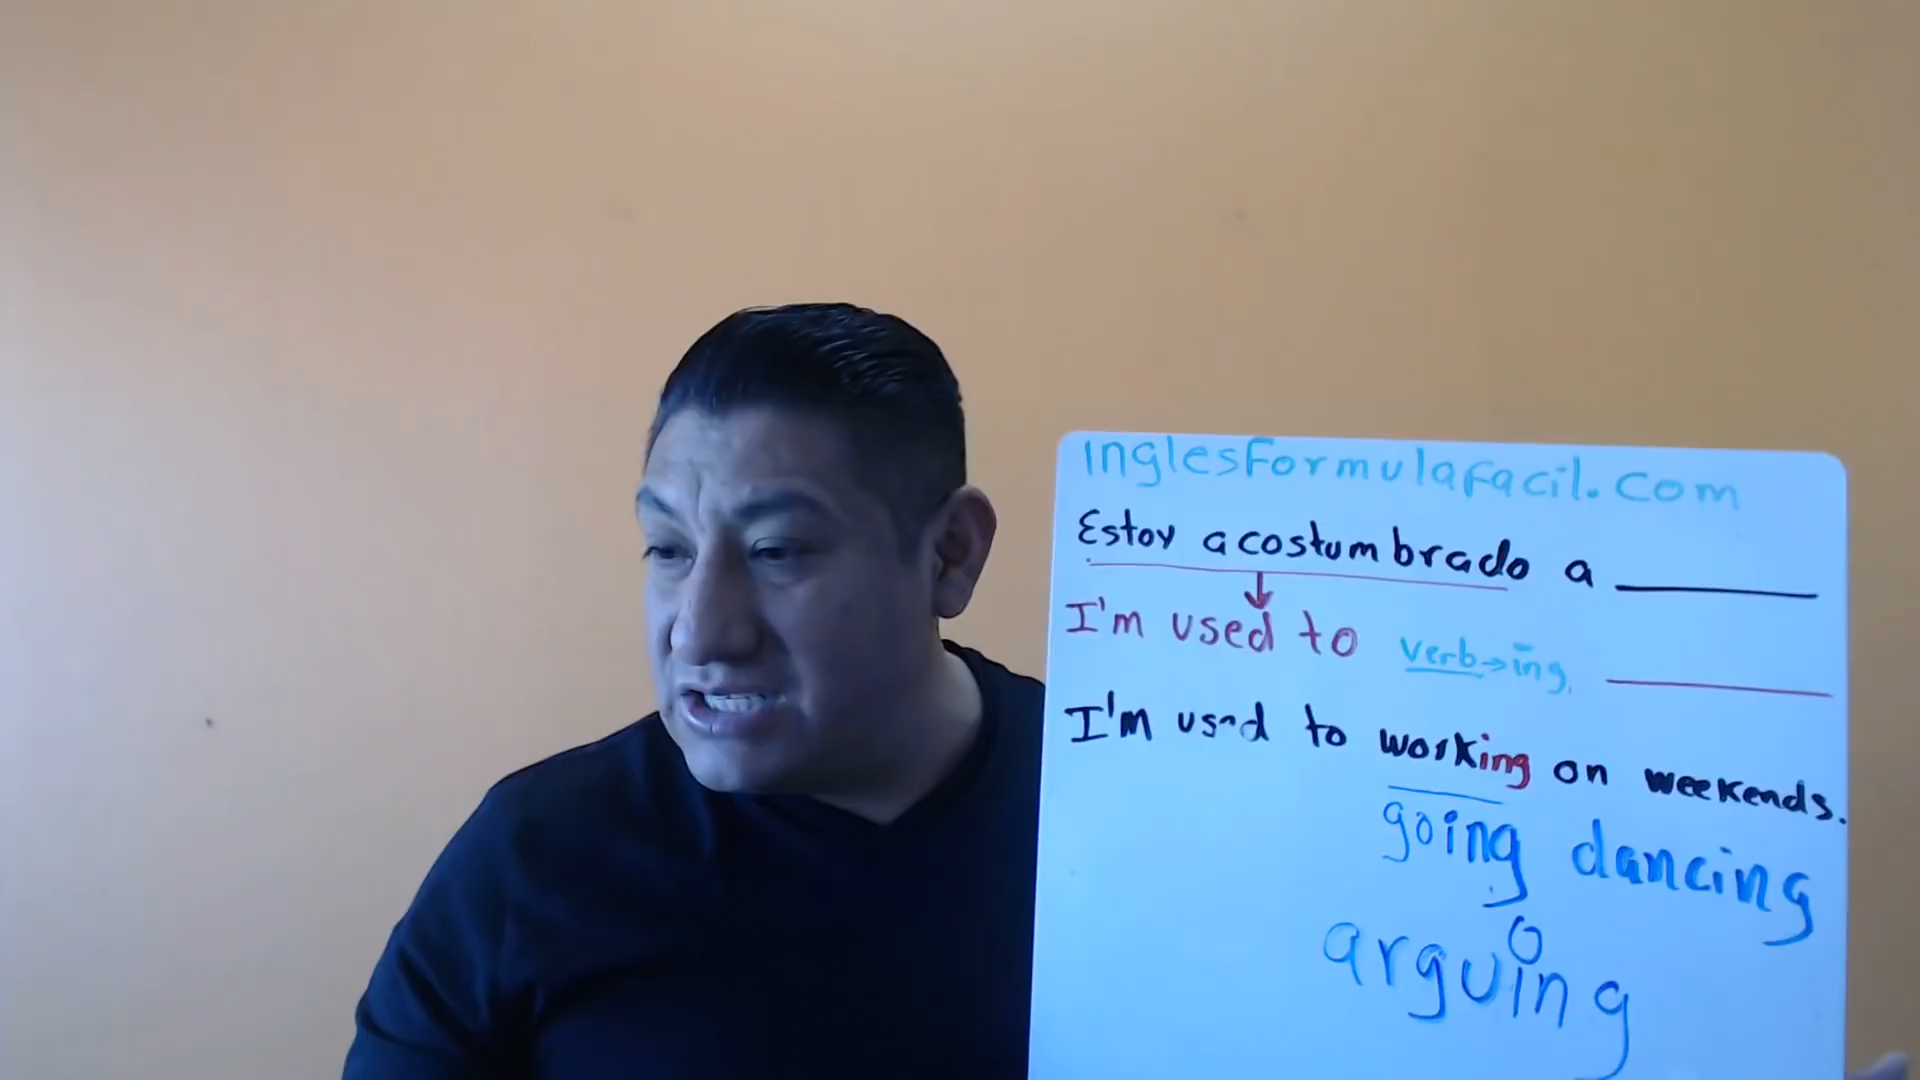 inglesFormulaFacil.com
Estoy acostumbrado a
I'm used to verb→ing,
I'm used to working on weekends.
going dancing
arguing